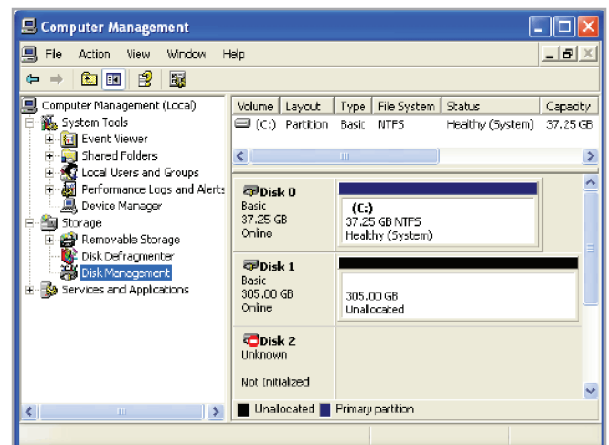 Computer Management
File Action View Window Help
Computer Management (Local)
System Tools
Event Viewer
Shared Folders
Local Users and Groups
Performance Logs and Alerts
Device Manager
Storage
Removable Storage
Disk Defragmenter
Disk Management
Services and Applications
Volume Layout Type File System Status Capacity
(C:) Partition Basic NTFS Healthy (System) 37.25 GB
Disk 0
Basic
37.25 GB
Online
(C:)
37.25 GB NTFS
Healthy (System)
Disk 1
Basic
305.00 GB
Online
305.00 GB
Unallocated
Disk 2
Unknown
Not Initialized
Unallocated Primary partition